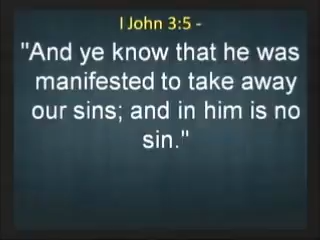 I John 3:5 -
"And ye know that he was
manifested to take away
our sins; and in him is no
sin."